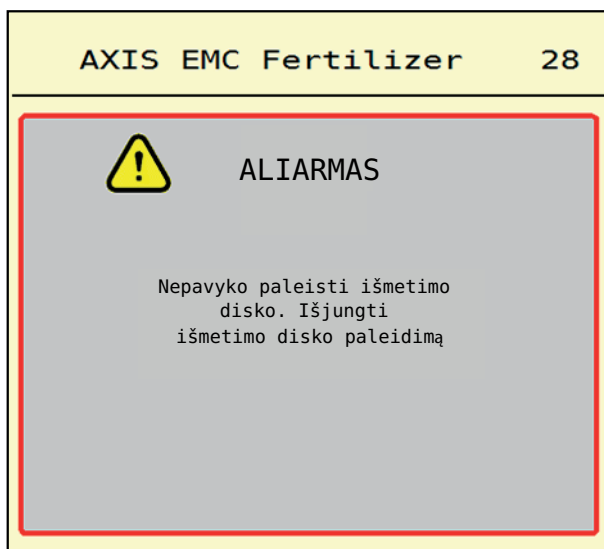 AXIS EMC Fertilizer 28
ALIARMAS
Nepavyko paleisti išmetimo
disko. Išjungti
išmetimo disko paleidimą